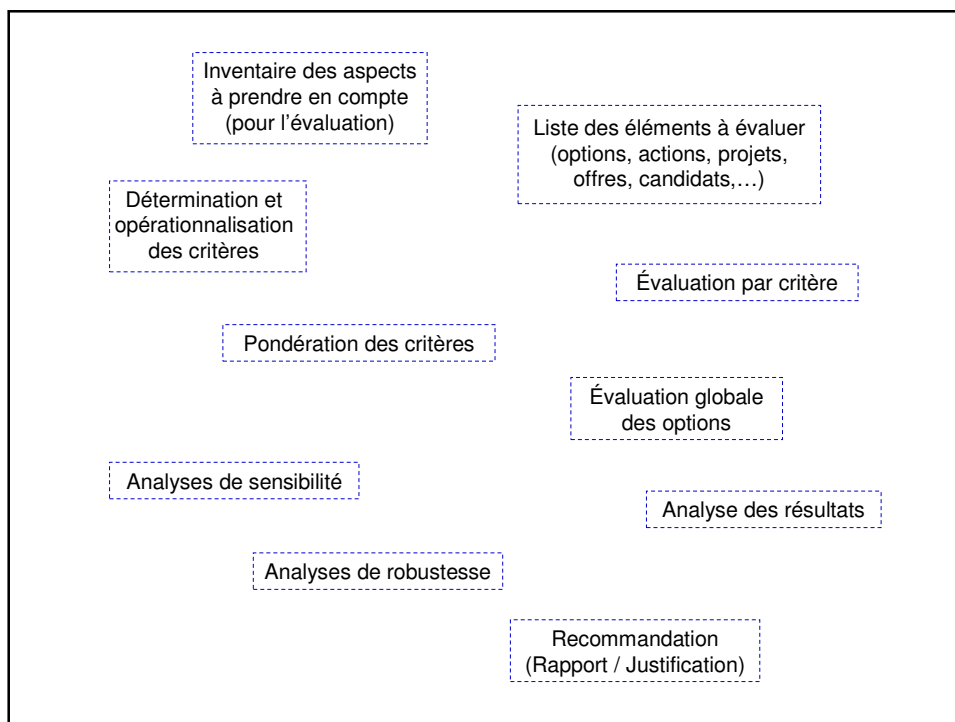 Inventaire des aspects
à prendre en compte
(pour l'évaluation)
Liste des éléments à évaluer
(options, actions, projets,
offres, candidats,…)
Détermination et
opérationnalisation
des critères
Évaluation par critère
Pondération des critères
Évaluation globale
des options
Analyses de sensibilité
Analyse des résultats
Analyses de robustesse
Recommandation
(Rapport / Justification)